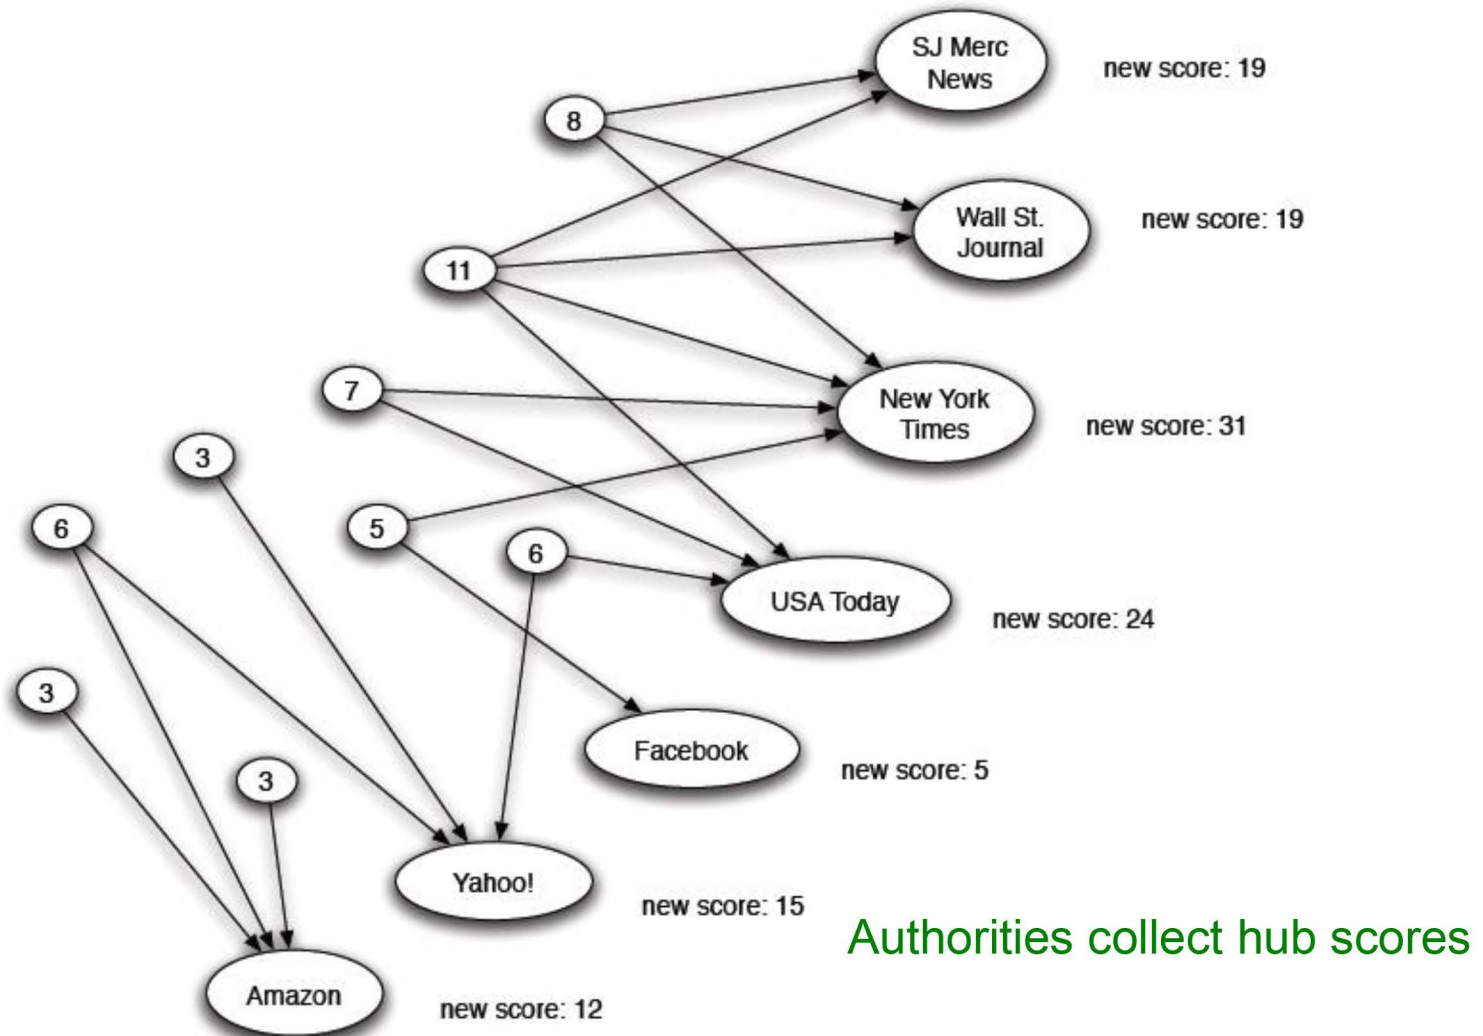 SJ Merc
News
new score: 19
8
Wall St.
Journal
new score: 19
11
7
New York
Times
new score: 31
3
6
5
6
USA Today
new score: 24
3
Facebook
new score: 5
3
Yahoo!
new score: 15
Authorities collect hub scores
Amazon
new score: 12